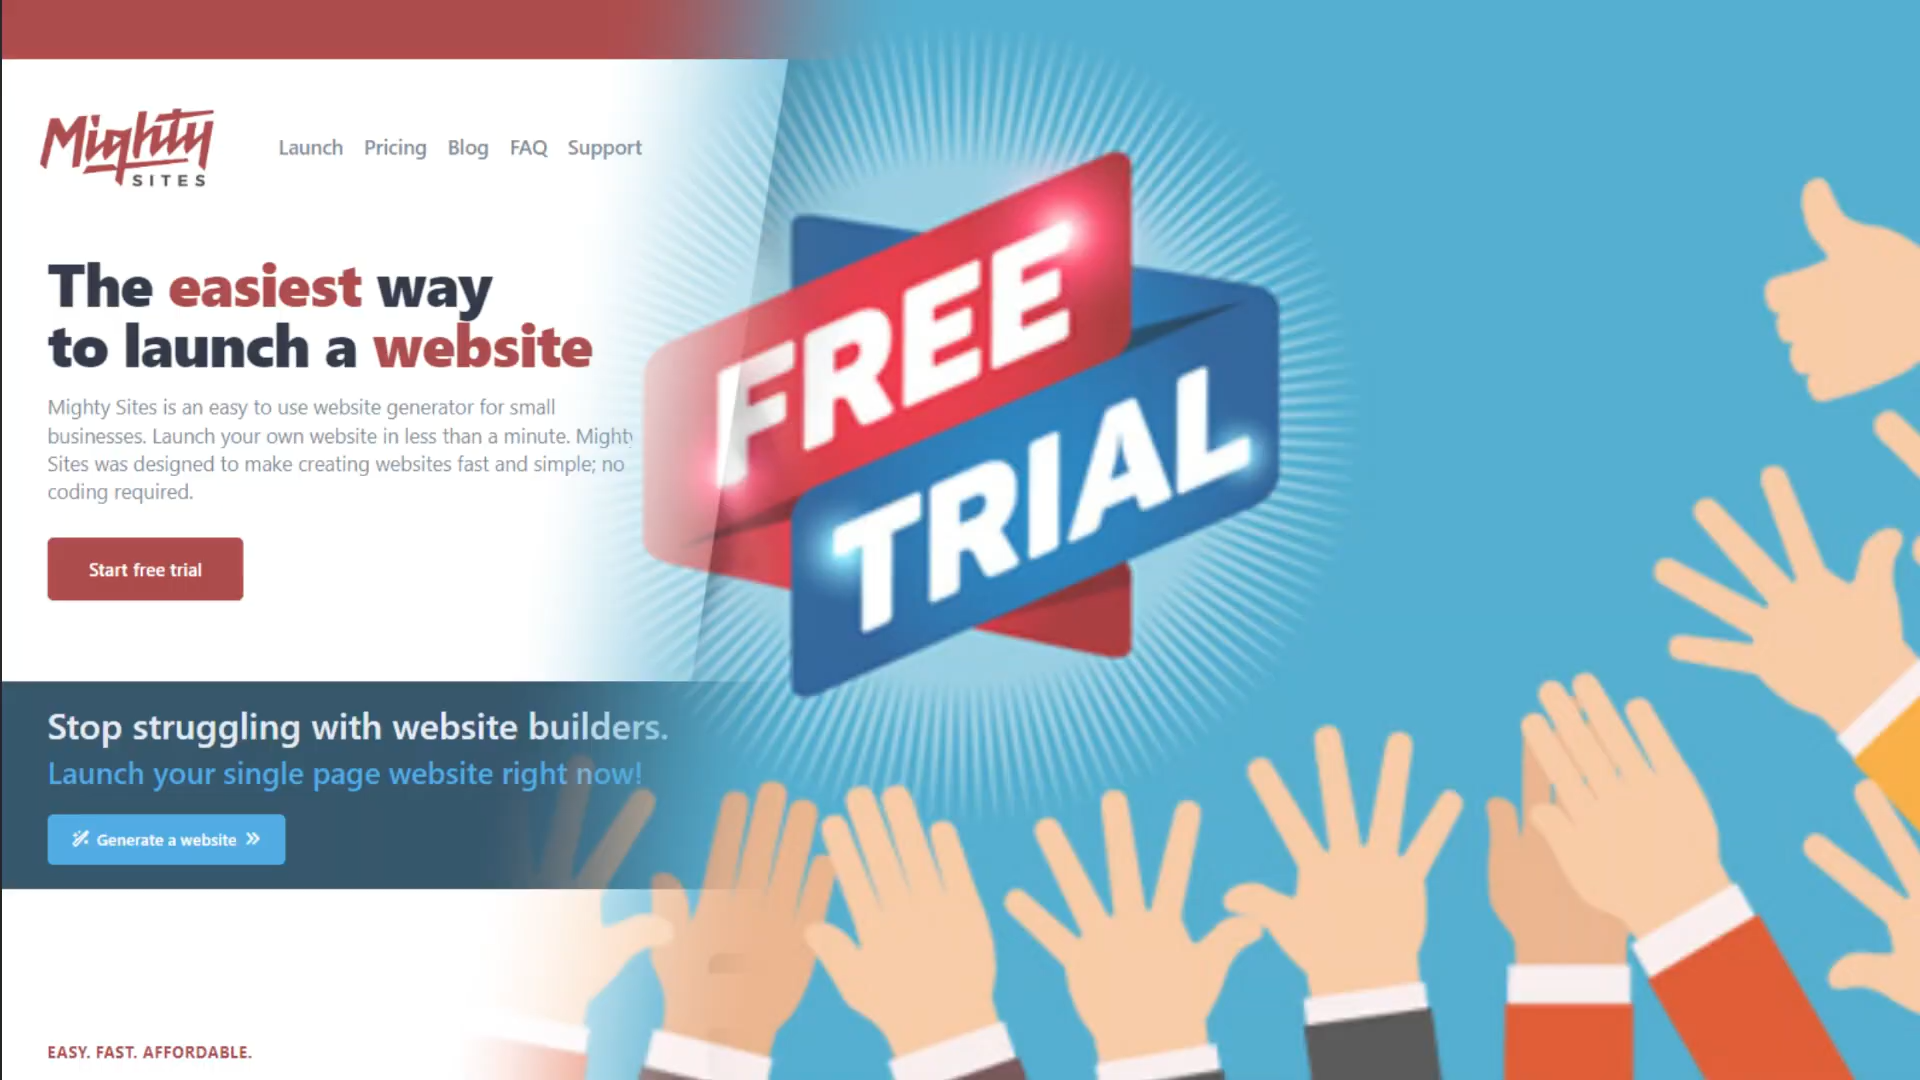 Mighty
SITES
Launch Pricing Blog FAQ Support
The easiest way
to launch a website
Mighty Sites is an easy to use website generator for small
businesses. Launch your own website in less than a minute. Mighty
Sites was designed to make creating websites fast and simple; no
coding required.
Start free trial
FREE
TRIAL
Stop struggling with website builders.
Launch your single page website right now!
Generate a website
EASY. FAST. AFFORDABLE.